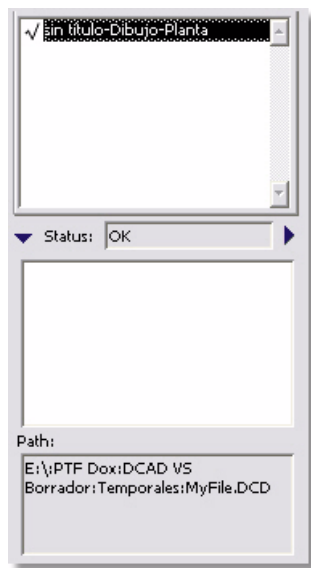 sin título-Dibujo-Planta
Status: OK
Path:
E:\:PTF Dox:DCAD VS
Borrador:Temporales:MyFile.DCD